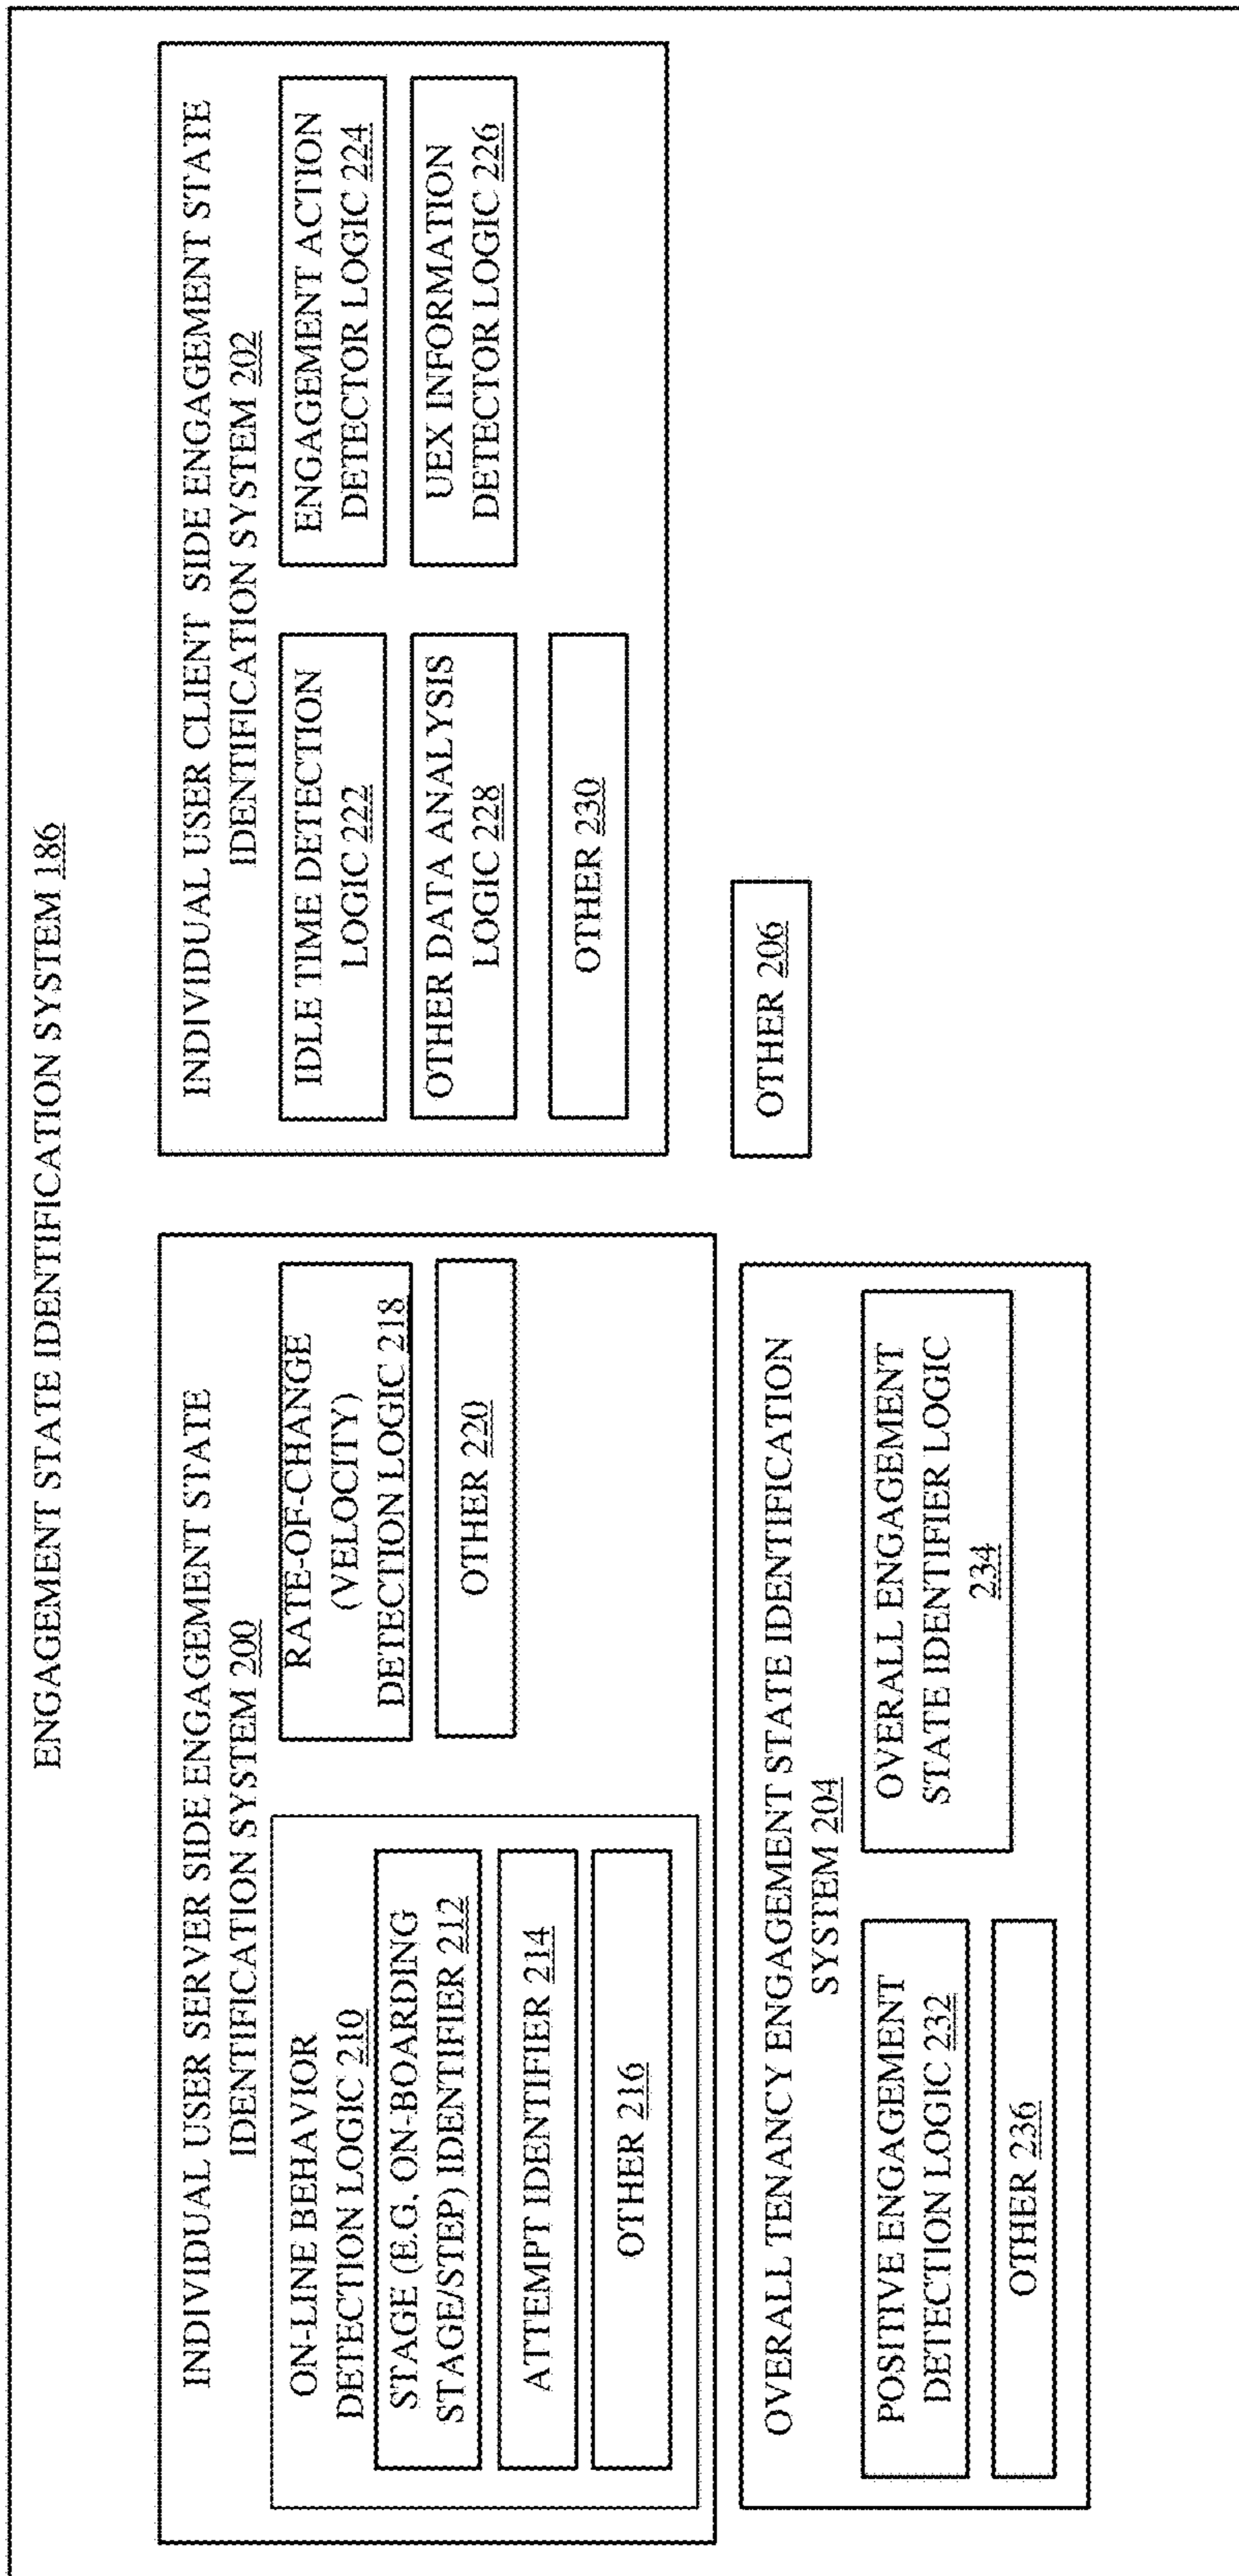 ENGAGEMENT STATE IDENTIFICATION SYSTEM 186
INDIVIDUAL USER SERVER SIDE ENGAGEMENT STATE
IDENTIFICATION SYSTEM 200
ON-LINE BEHAVIOR
DETECTION LOGIC 210
STAGE (E.G. ON-BOARDING
STAGE/STEP) IDENTIFIER 212
ATTEMPT IDENTIFIER 214
OTHER 216
RATE-OF-CHANGE
(VELOCITY)
DETECTION LOGIC 218
OTHER 220
INDIVIDUAL USER CLIENT SIDE ENGAGEMENT STATE
IDENTIFICATION SYSTEM 202
IDLE TIME DETECTION
LOGIC 222
ENGAGEMENT ACTION
DETECTOR LOGIC 224
OTHER DATA ANALYSIS
LOGIC 228
UEX INFORMATION
DETECTOR LOGIC 226
OTHER 230
OVERALL TENANCY ENGAGEMENT STATE IDENTIFICATION
SYSTEM 204
POSITIVE ENGAGEMENT
DETECTION LOGIC 232
OVERALL ENGAGEMENT
STATE IDENTIFIER LOGIC
234
OTHER 236
OTHER 206